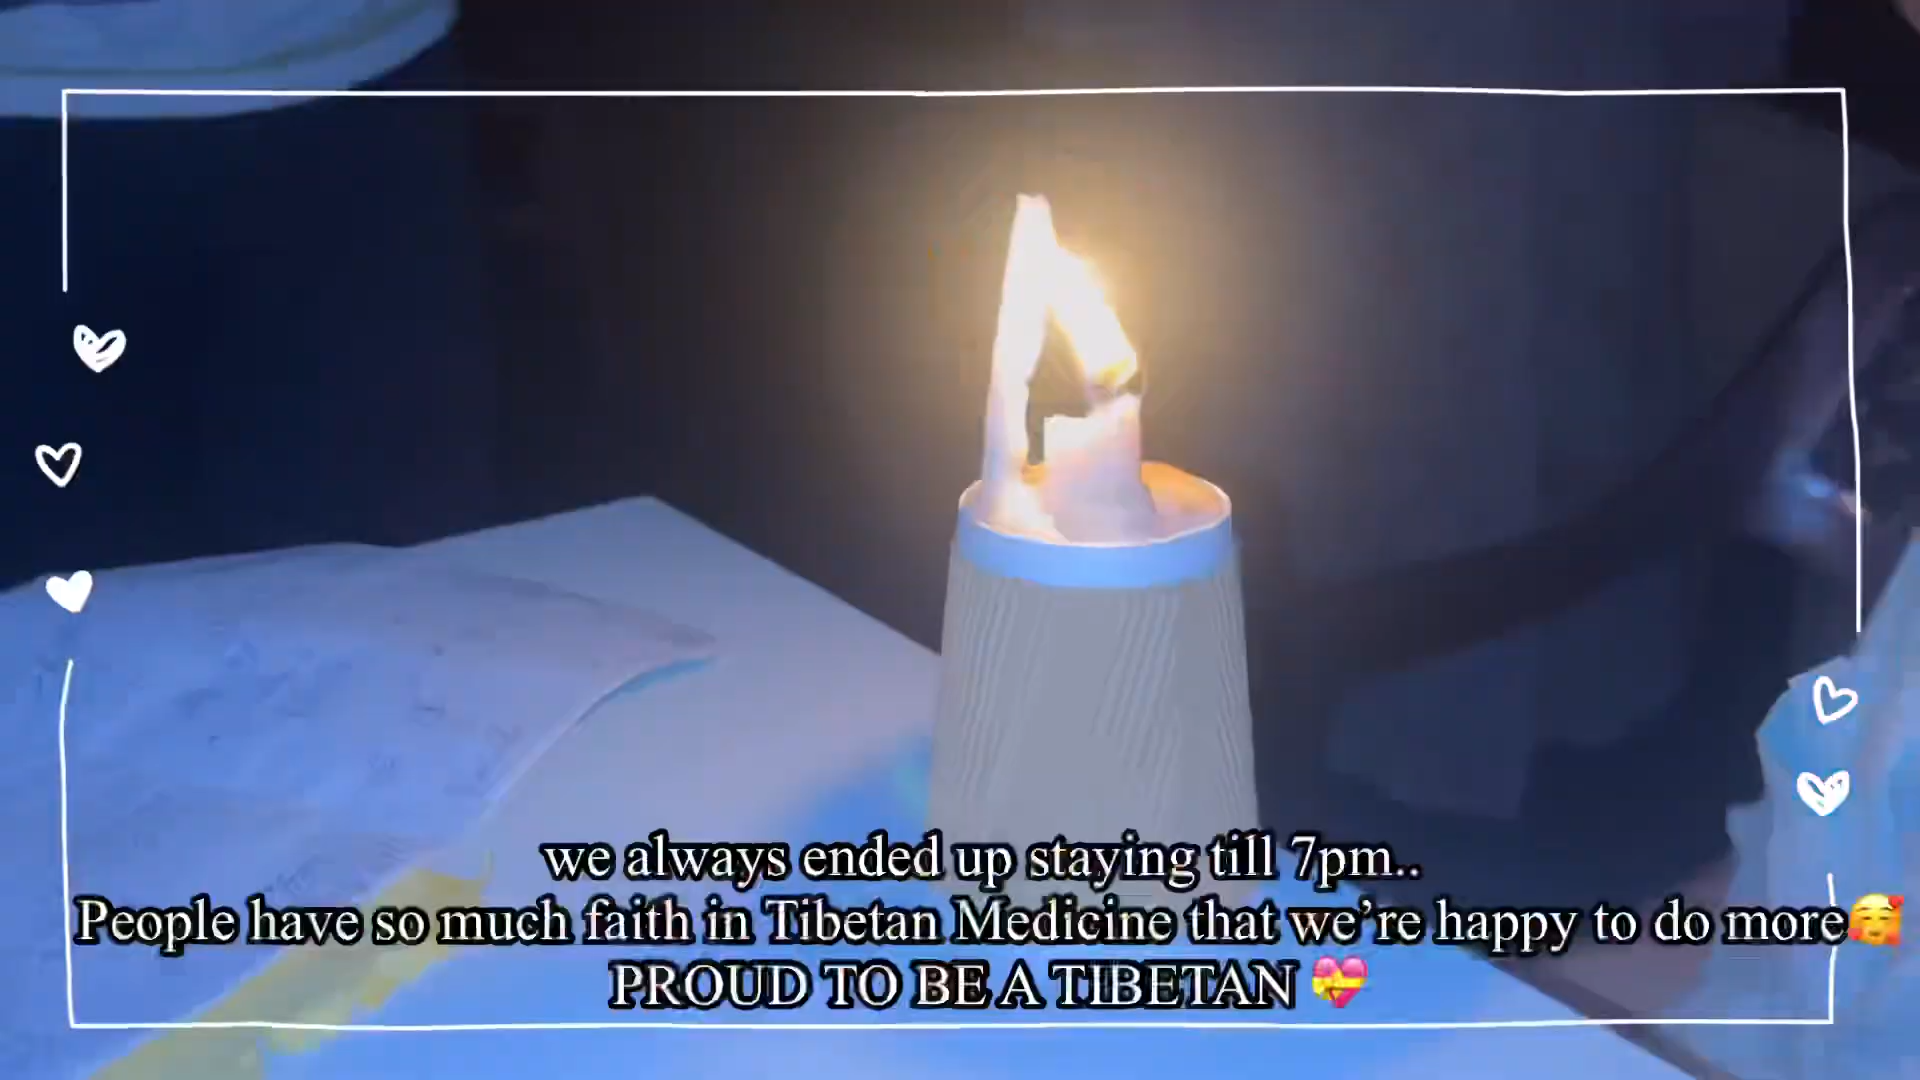 we always ended up staying till 7pm..
People have so much faith in Tibetan Medicine that we’re happy to do more🥰
PROUD TO BE A TIBETAN 💝